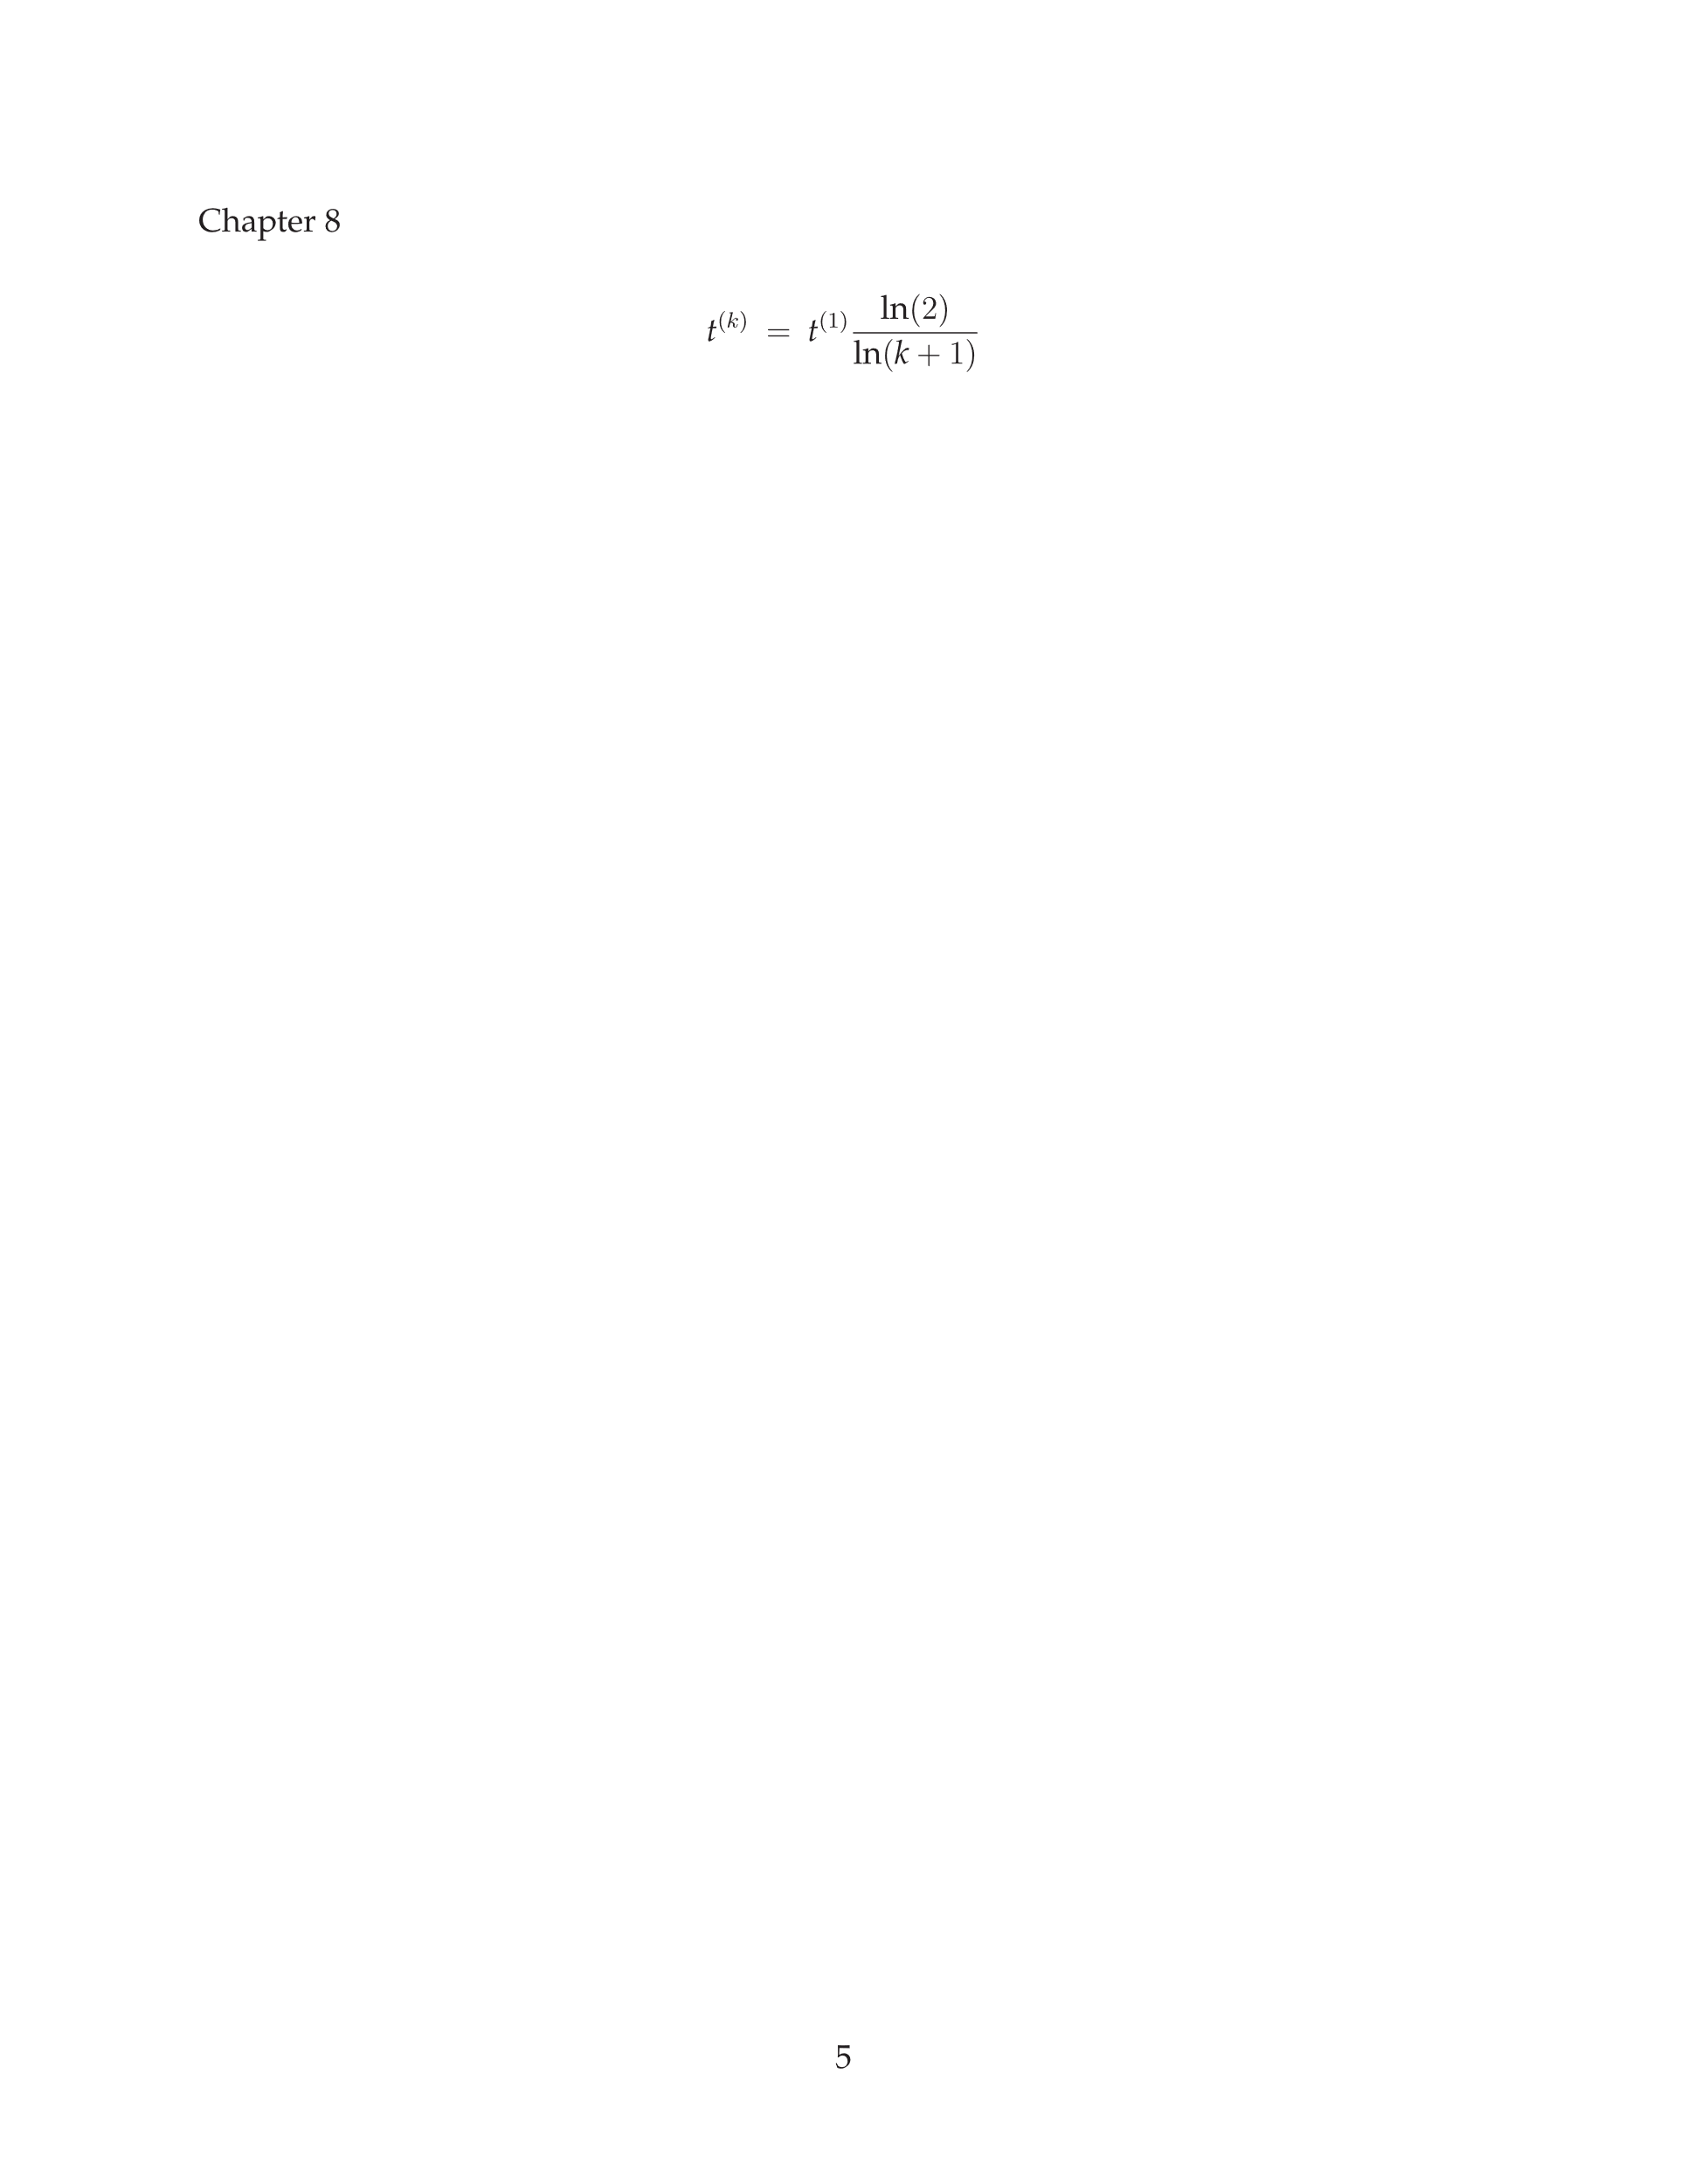 Chapter 8
t^{(k)} = t^{(1)} \frac{\ln(2)}{\ln(k+1)}
5